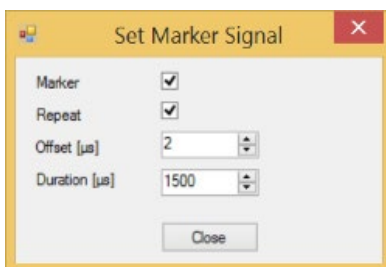 Set Marker Signal
Marker
Repeat
Offset [µs] 2
Duration [µs] 1500
Close